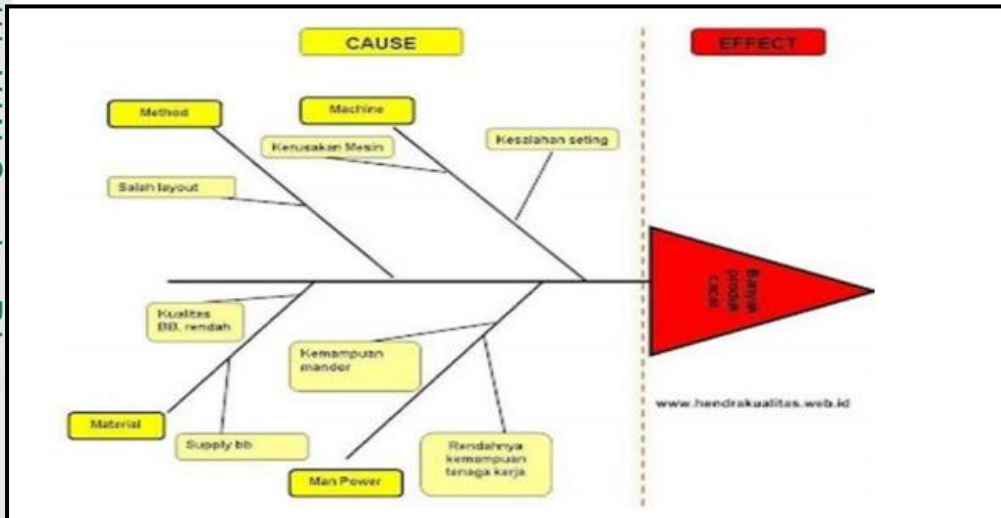 CAUSE
EFFECT
Method
Machine
Kerusakan Mesin
Kesalahan seting
Salah layout
Banyak
produk
cacat
Kualitas
BB. rendah
Kemampuan
mandor
www.hendrakualitas.web.id
Material
Supply bb
Rendahnya
kemampuan
tenaga kerja
Man Power